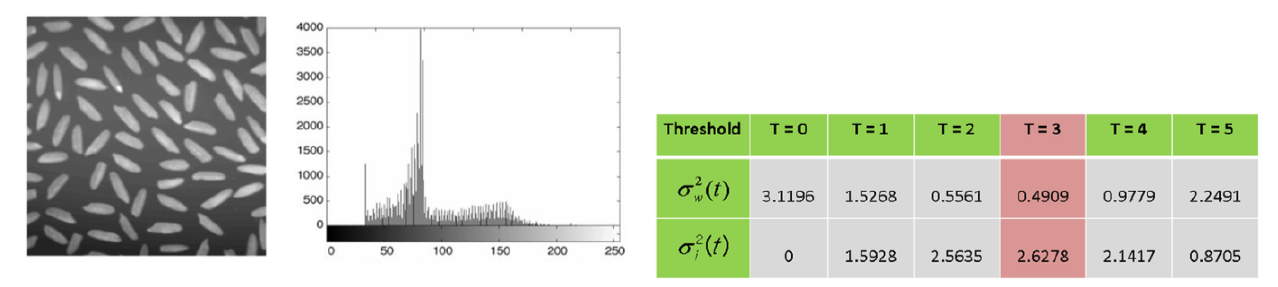 4000
3500
3000
2500
2000
1500
1000
500
0
0 50 100 150 200 250
Threshold T = 0 T = 1 T = 2 T = 3 T = 4 T = 5
σ²w(t) 3.1196 1.5268 0.5561 0.4909 0.9779 2.2491
σ²i(t) 0 1.5928 2.5635 2.6278 2.1417 0.8705